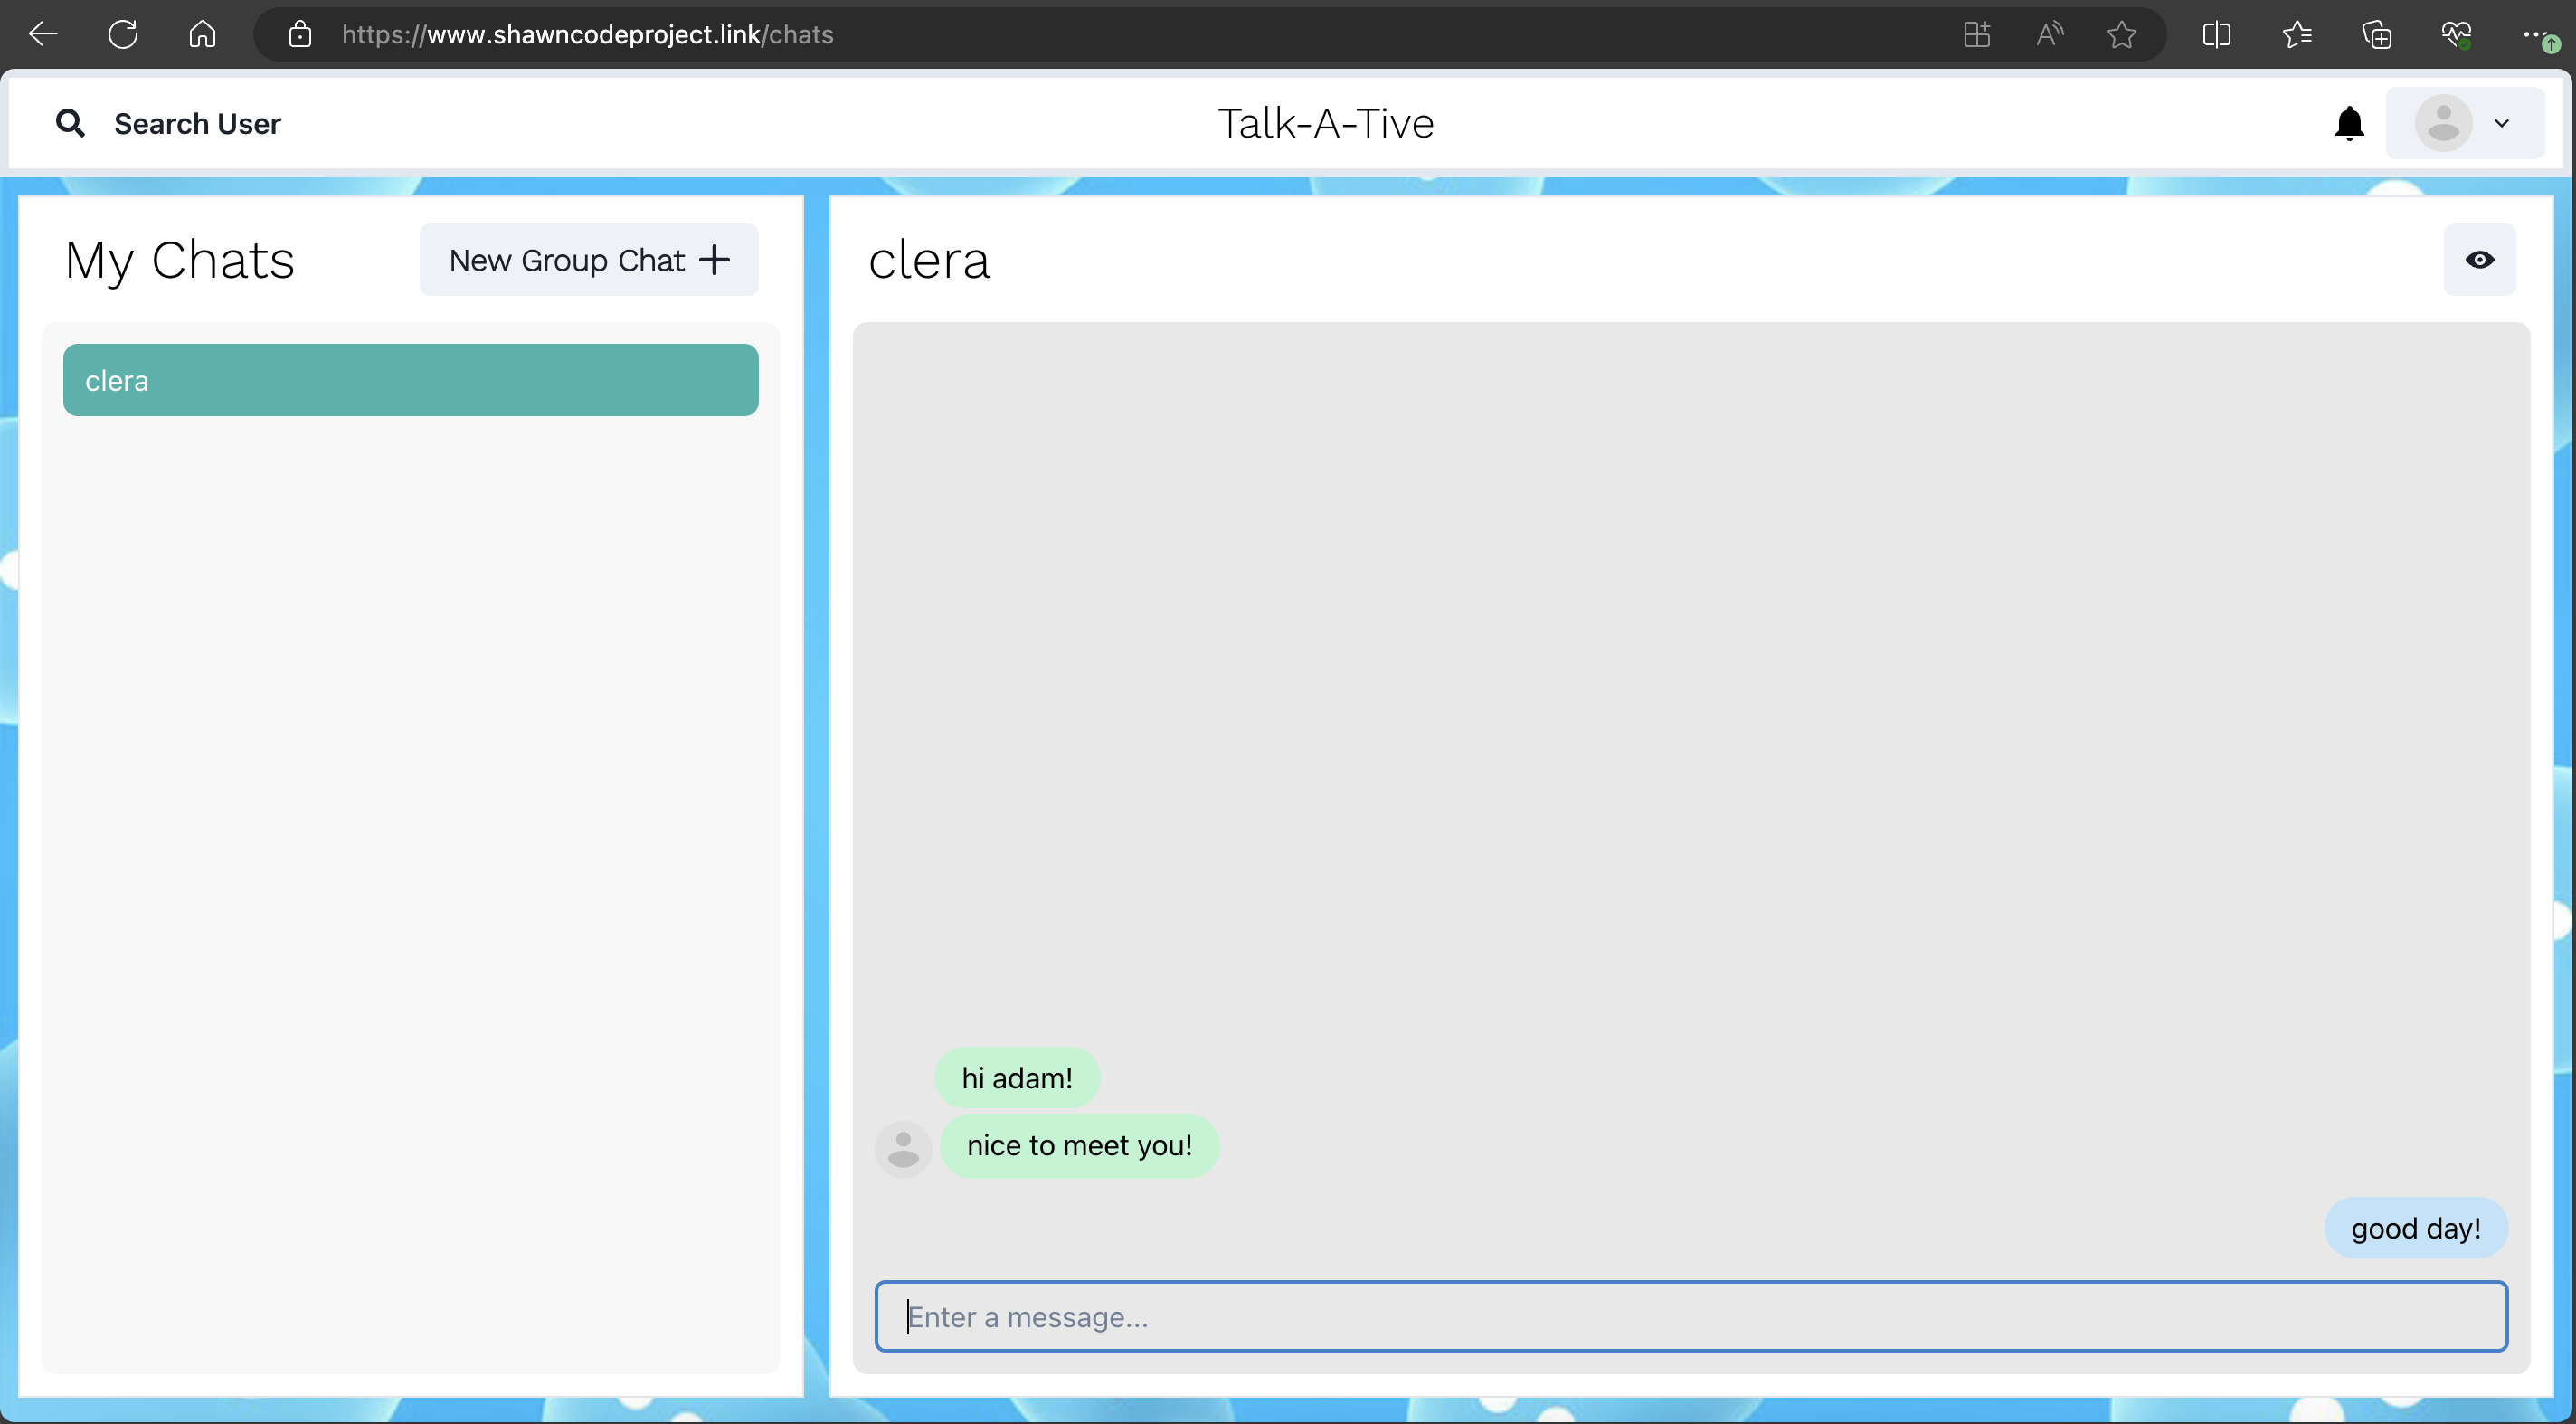 https://www.shawncodeproject.link/chats
Search User
Talk-A-Tive
My Chats
New Group Chat
clera
clera
hi adam!
nice to meet you!
good day!
Enter a message...